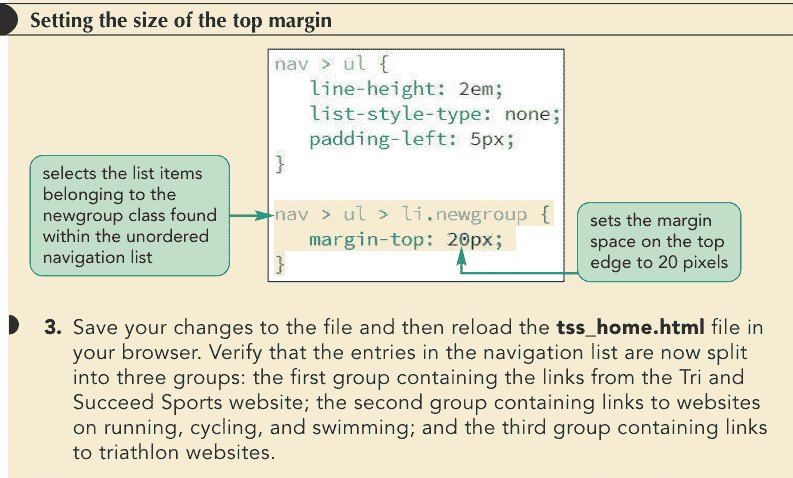 Setting the size of the top margin
nav > ul {
line-height: 2em;
list-style-type: none;
padding-left: 5px;
}
selects the list items
belonging to the
newgroup class found
within the unordered
navigation list
nav > ul > li.newgroup {
margin-top: 20px;
}
sets the margin
space on the top
edge to 20 pixels
3. Save your changes to the file and then reload the tss_home.html file in
your browser. Verify that the entries in the navigation list are now split
into three groups: the first group containing the links from the Tri and
Succeed Sports website; the second group containing links to websites
on running, cycling, and swimming; and the third group containing links
to triathlon websites.